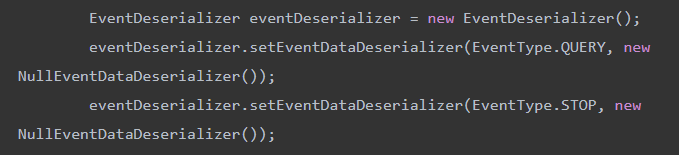 EventDeserializer eventDeserializer = new EventDeserializer();
eventDeserializer.setEventDataDeserializer(EventType.QUERY, new
NullEventDataDeserializer());
eventDeserializer.setEventDataDeserializer(EventType.STOP, new
NullEventDataDeserializer());